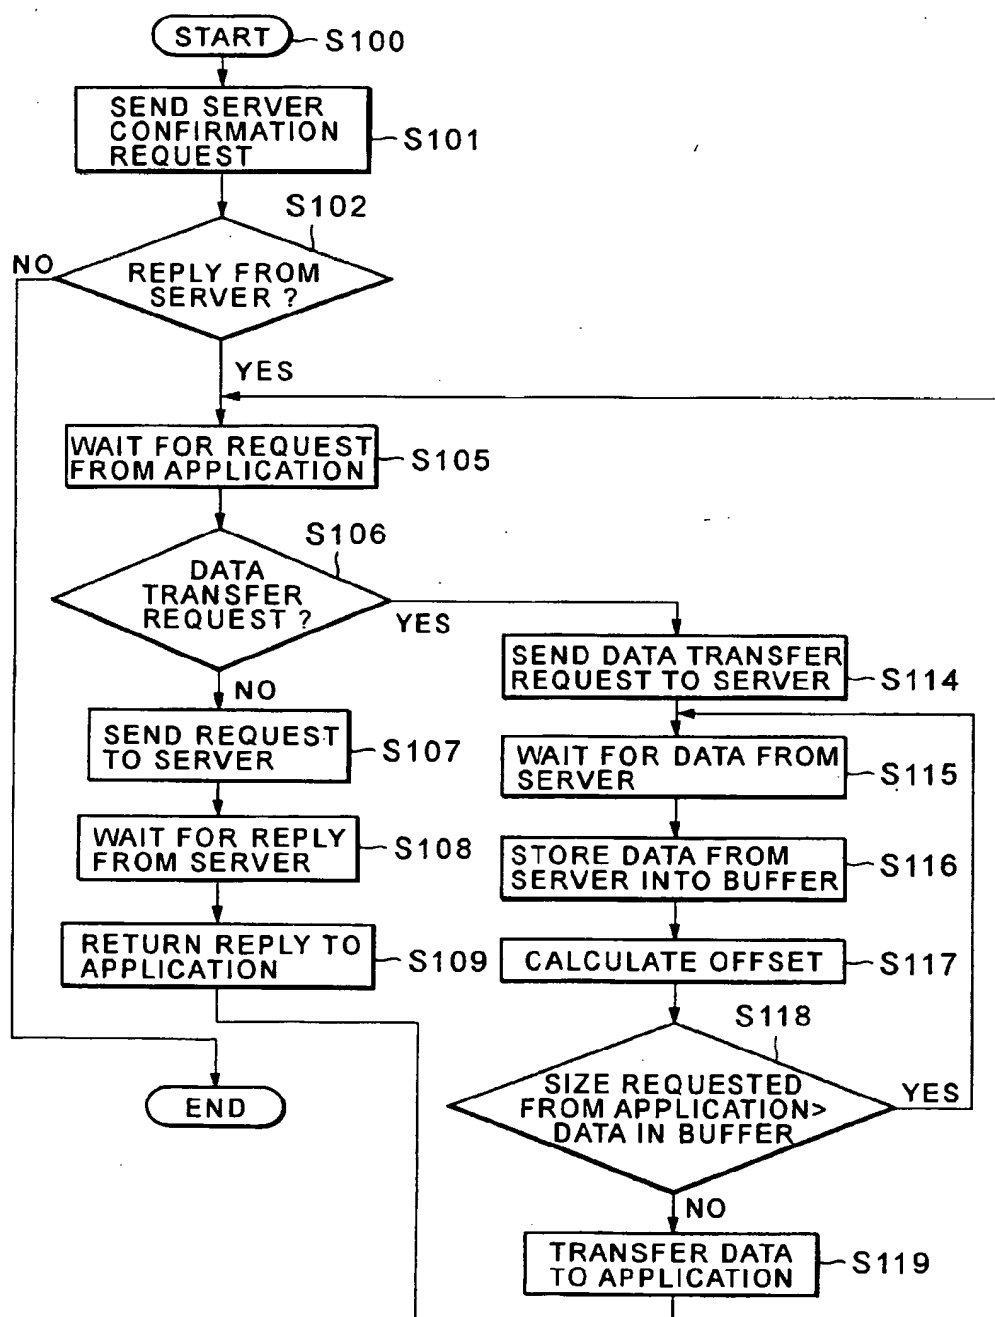 START
S100
SEND SERVER
CONFIRMATION
REQUEST
S101
S102
NO
REPLY FROM
SERVER ?
YES
WAIT FOR REQUEST
FROM APPLICATION
S105
S106
DATA
TRANSFER
REQUEST ?
YES
NO
SEND REQUEST
TO SERVER
S107
WAIT FOR REPLY
FROM SERVER
S108
RETURN REPLY TO
APPLICATION
S109
END
SEND DATA TRANSFER
REQUEST TO SERVER
S114
WAIT FOR DATA FROM
SERVER
S115
STORE DATA FROM
SERVER INTO BUFFER
S116
CALCULATE OFFSET
S117
S118
SIZE REQUESTED
FROM APPLICATION>
DATA IN BUFFER
YES
NO
TRANSFER DATA
TO APPLICATION
S119